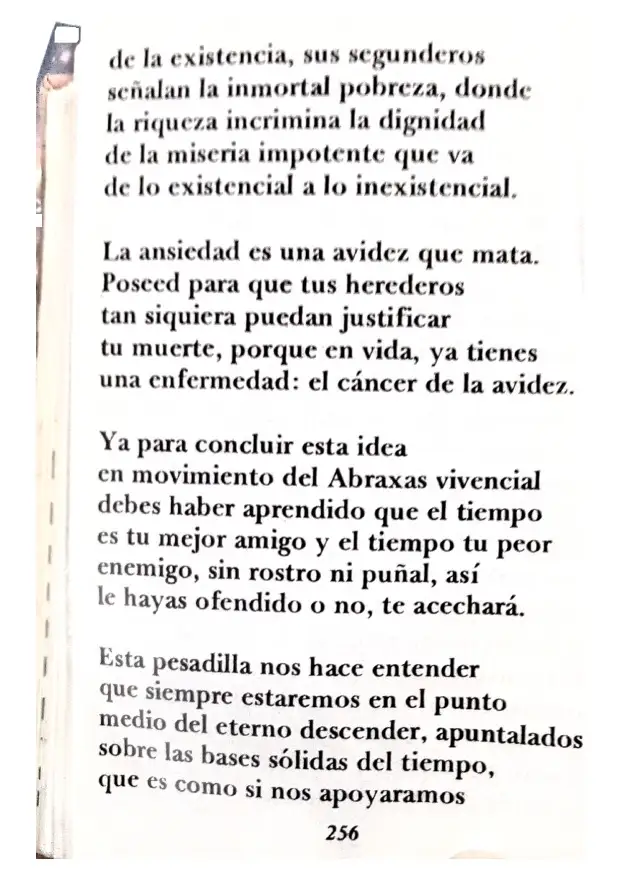 de la existencia, sus segunderos
señalan la inmortal pobreza, donde
la riqueza incrimina la dignidad
de la miseria impotente que va
de lo existencial a lo inexistencial.
La ansiedad es una avidez que mata.
Poseed para que tus herederos
tan siquiera puedan justificar
tu muerte, porque en vida, ya tienes
una enfermedad: el cáncer de la avidez.
Ya para concluir esta idea
en movimiento del Abraxas vivencial
debes haber aprendido que el tiempo
es tu mejor amigo y el tiempo tu peor
enemigo, sin rostro ni puñal, así
le hayas ofendido o no, te acechará.
Esta pesadilla nos hace entender
que siempre estaremos en el punto
medio del eterno descender, apuntalados
sobre las bases sólidas del tiempo,
que es como si nos apoyaramos
256